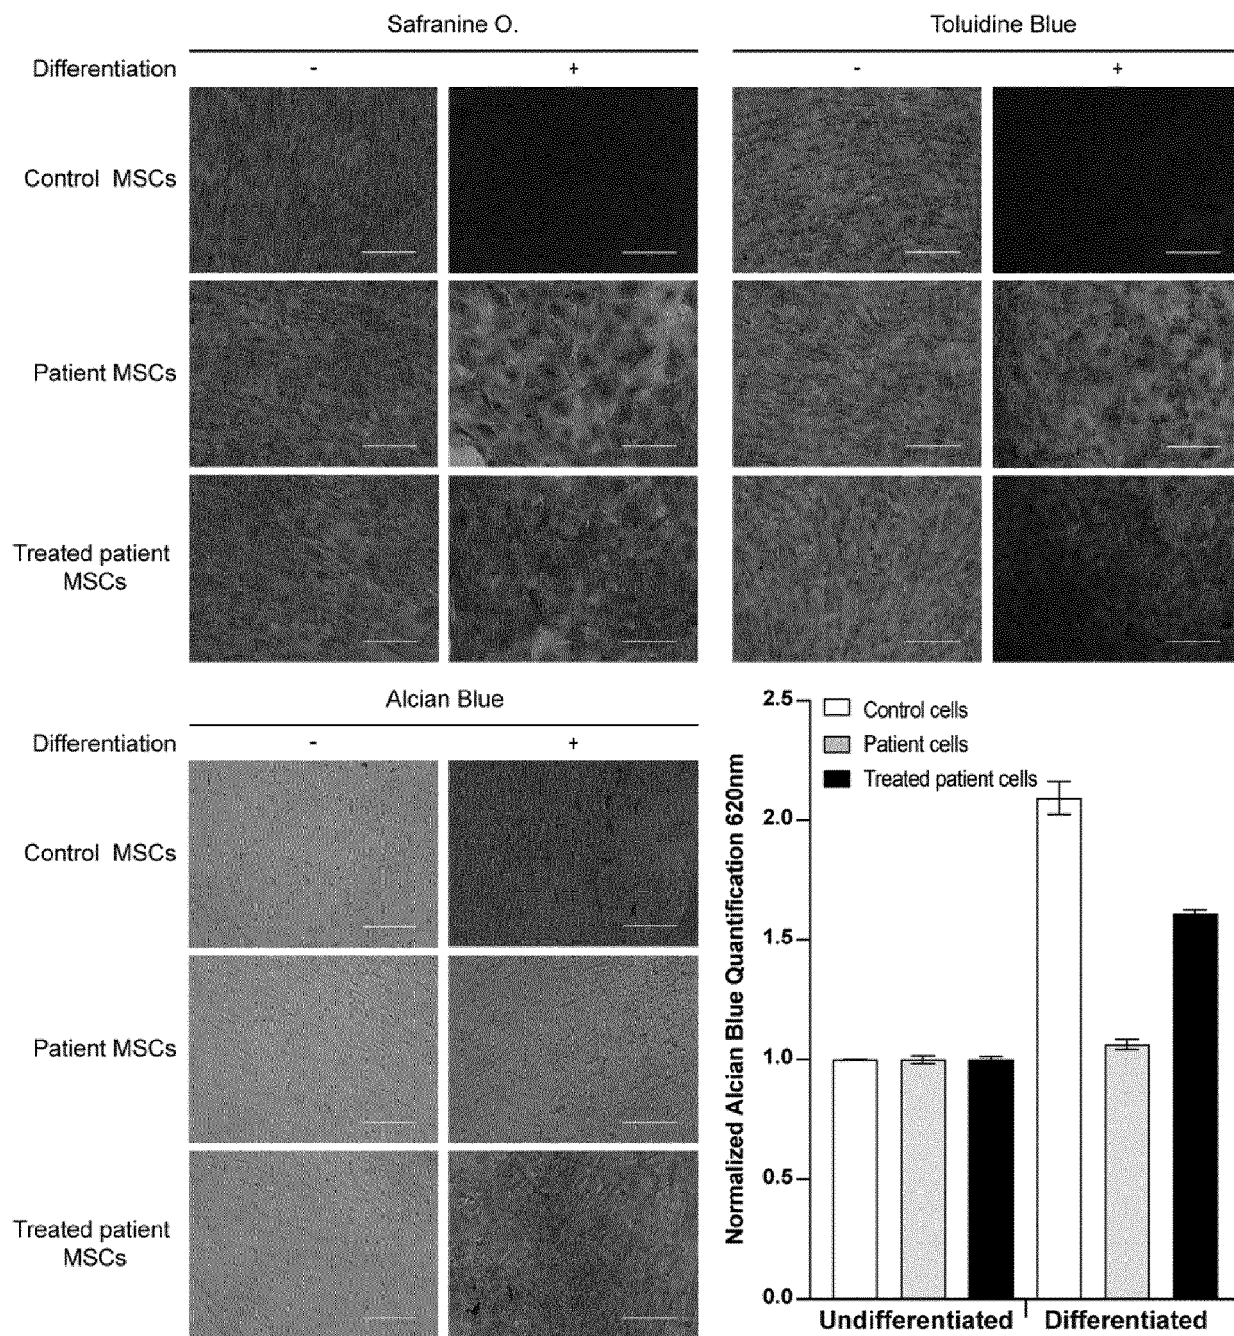 Safranine O.
Toluidine Blue
Differentiation - + - +
Control MSCs
Patient MSCs
Treated patient
MSCs
Alcian Blue
Differentiation - +
Control MSCs
Patient MSCs
Treated patient
MSCs
Normalized Alcian Blue Quantification 620nm
2.5
2.0
1.5
1.0
0.5
0.0
Control cells
Patient cells
Treated patient cells
Undifferentiated Differentiated